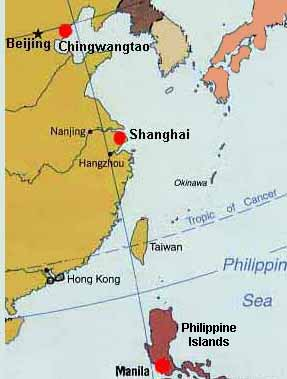 Beijing
Chingwangtao
Nanjing
Shanghai
Hangzhou
Okinawa
Tropic of Cancer
Taiwan
Hong Kong
Philippin
Sea
Philippine
Islands
Manila